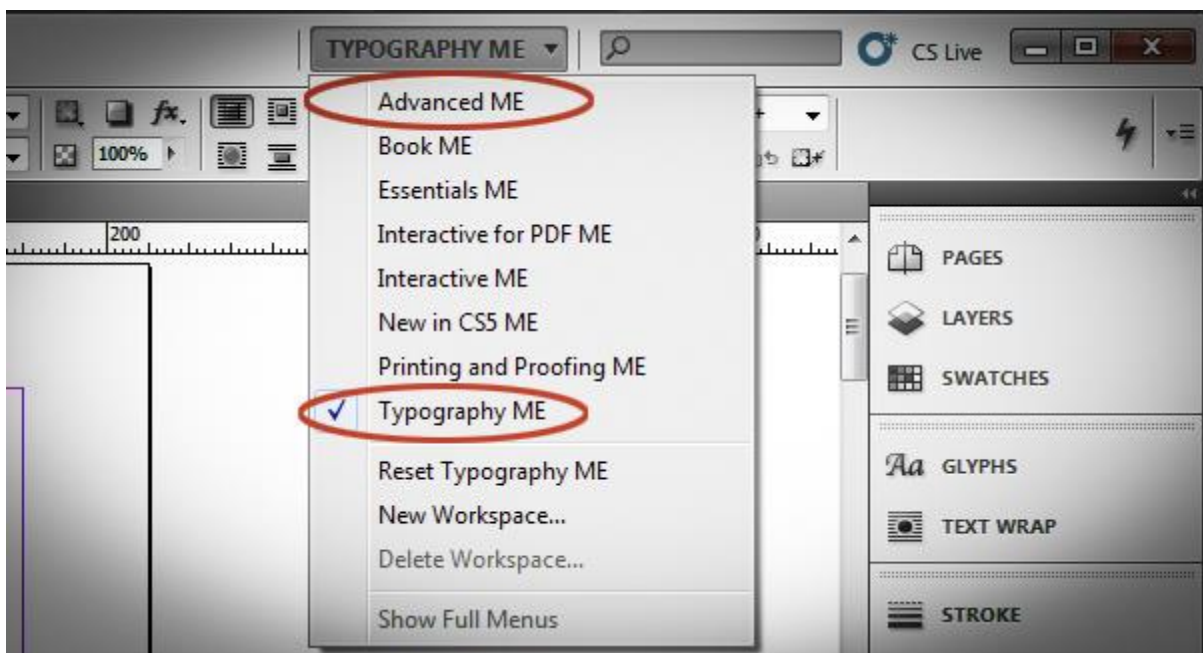 TYPOGRAPHY ME
CS Live
Advanced ME
Book ME
Essentials ME
Interactive for PDF ME
Interactive ME
New in CS5 ME
Printing and Proofing ME
Typography ME
Reset Typography ME
New Workspace...
Delete Workspace...
Show Full Menus
fx.
100%
200
PAGES
LAYERS
SWATCHES
Aa GLYPHS
TEXT WRAP
STROKE